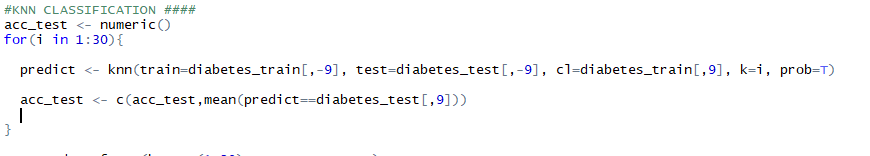 #KNN CLASSIFICATION ####
acc_test <- numeric()
for(i in 1:30){
predict <- knn(train=diabetes_train[,-9], test=diabetes_test[,-9], cl=diabetes_train[,9], k=i, prob=T)
acc_test <- c(acc_test,mean(predict==diabetes_test[,9]))
}